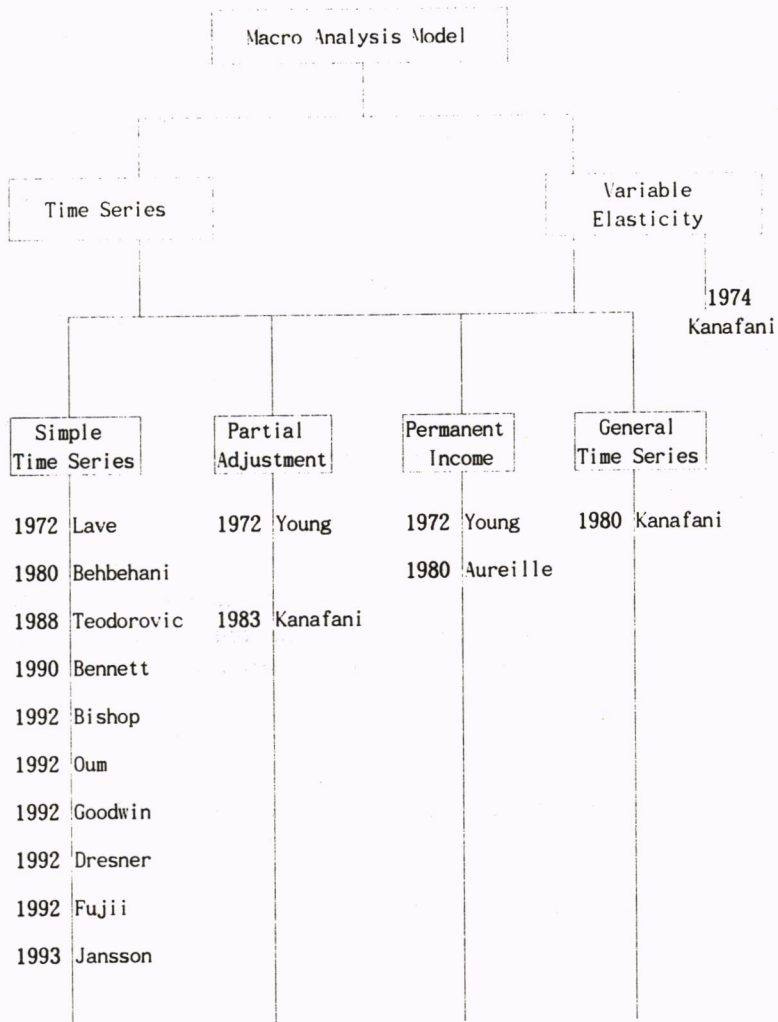 Macro Analysis Model
Time Series
Variable
Elasticity
1974
Kanafani
Simple
Time Series
Partial
Adjustment
Permanent
Income
General
Time Series
1972 Lave
1980 Behbehani
1988 Teodorovic
1990 Bennett
1992 Bishop
1992 Oum
1992 Goodwin
1992 Dresner
1992 Fujii
1993 Jansson
1972 Young
1983 Kanafani
1972 Young
1980 Aureille
1980 Kanafani